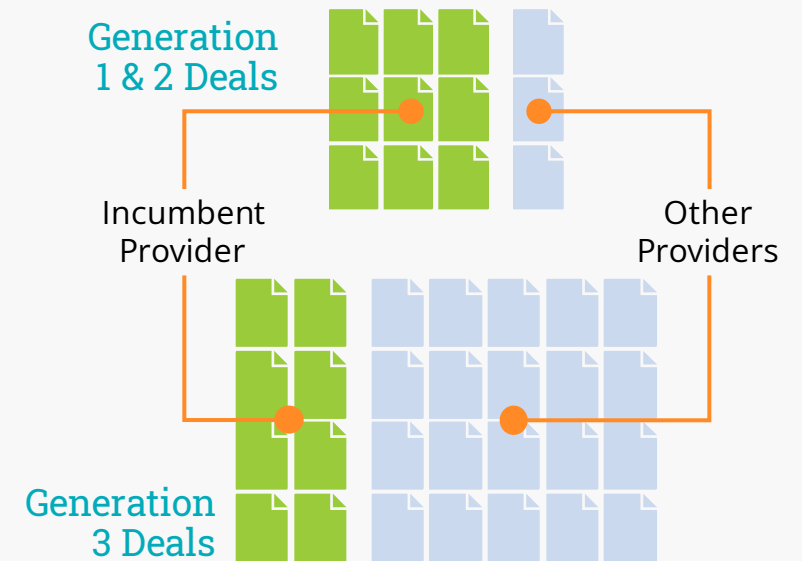 Generation
1 & 2 Deals
Incumbent
Provider
Other
Providers
Generation
3 Deals